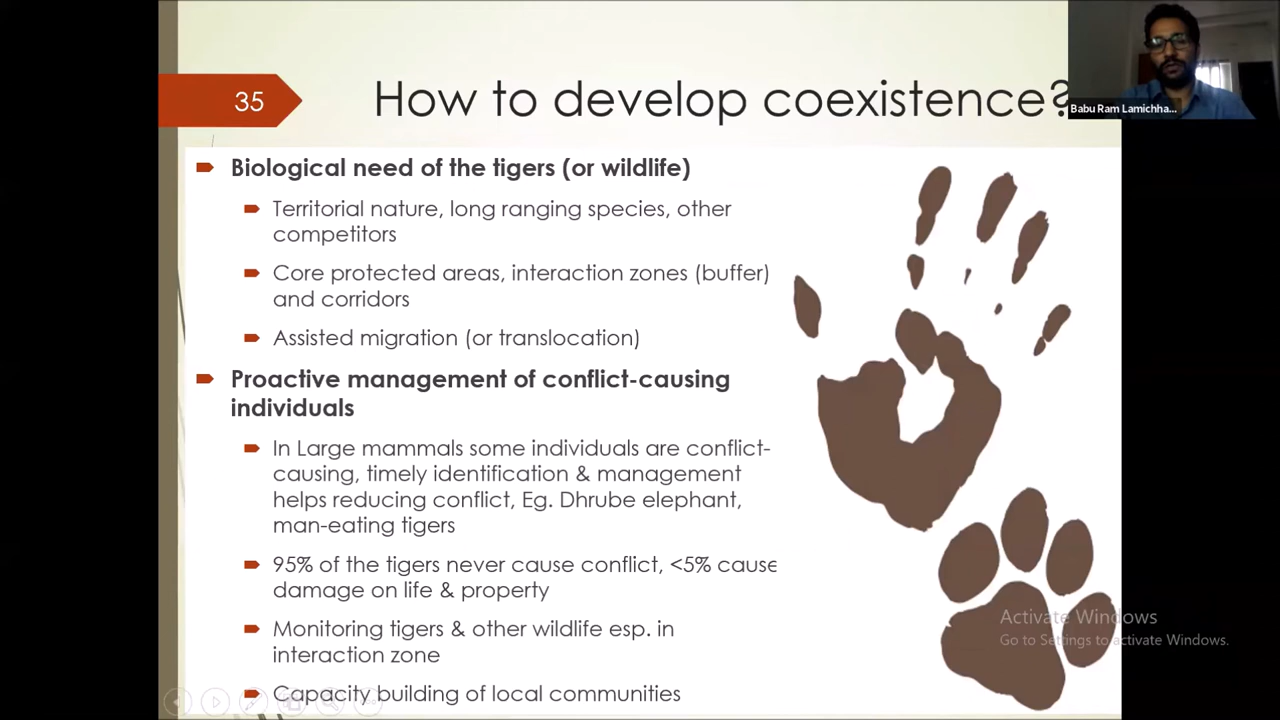 35
How to develop coexistence?
Babu Ram Lamichha...
Biological need of the tigers (or wildlife)
Territorial nature, long ranging species, other
competitors
Core protected areas, interaction zones (buffer)
and corridors
Assisted migration (or translocation)
Proactive management of conflict-causing
individuals
In Large mammals some individuals are conflict-
causing, timely identification & management
helps reducing conflict, Eg. Dhrube elephant,
man-eating tigers
95% of the tigers never cause conflict, <5% cause
damage on life & property
Monitoring tigers & other wildlife esp. in
interaction zone
Capacity building of local communities
Activate Windows
Go to Settings to activate Windows.